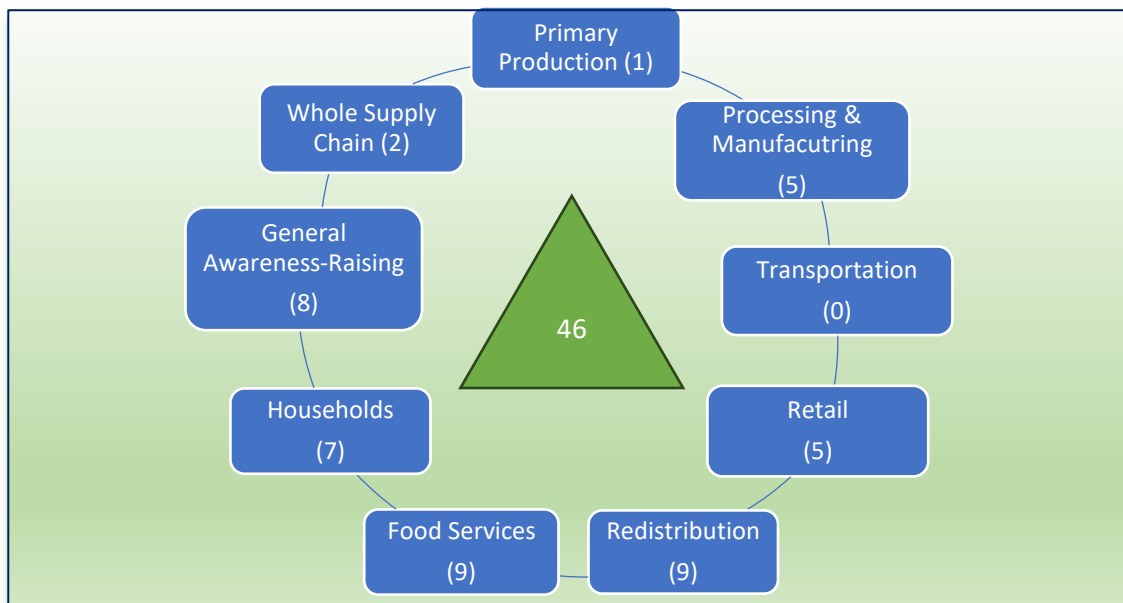 Primary
Production (1)
Processing &
Manufacutring
(5)
Transportation
(0)
Retail
(5)
Redistribution
(9)
Food Services
(9)
Households
(7)
General
Awareness-Raising
(8)
Whole Supply
Chain (2)
46